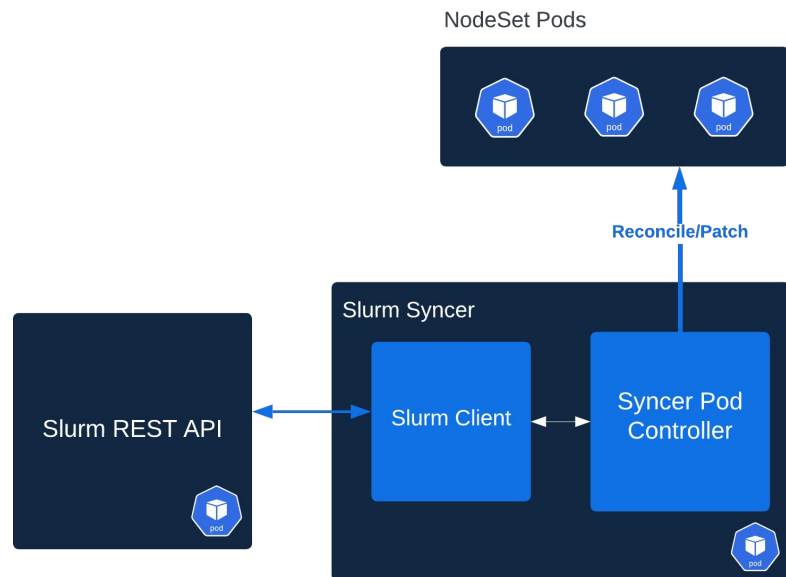 NodeSet Pods
pod
pod
pod
Reconcile/Patch
Slurm Syncer
Slurm REST API
Slurm Client
Syncer Pod
Controller
pod
pod